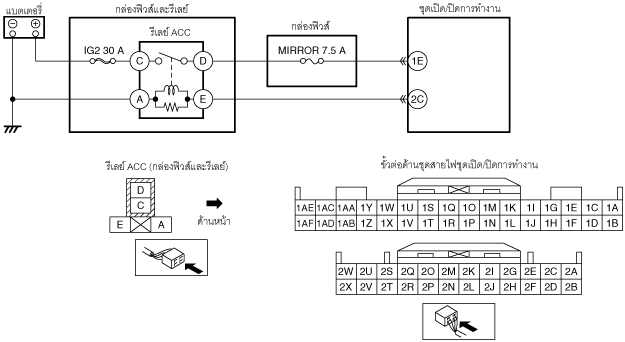 แบตเตอรี่
กล่องฟิวส์และรีเลย์
ชุดเปิด/ปิดการทำงาน
รีเลย์ ACC
กล่องฟิวส์
IG2 30 A
MIRROR 7.5 A
C
D
1E
A
E
2C
รีเลย์ ACC (กล่องฟิวส์และรีเลย์)
ขั้วต่อด้านชุดสายไฟชุดเปิด/ปิดการทำงาน
D
C
E A
ด้านหน้า
1AE 1AC 1AA 1Y 1W 1U 1S 1Q 1O 1M 1K 1I 1G 1E 1C 1A
1AF 1AD 1AB 1Z 1X 1V 1T 1R 1P 1N 1L 1J 1H 1F 1D 1B
2W 2U 2S 2Q 2O 2M 2K 2I 2G 2E 2C 2A
2X 2V 2T 2R 2P 2N 2L 2J 2H 2F 2D 2B